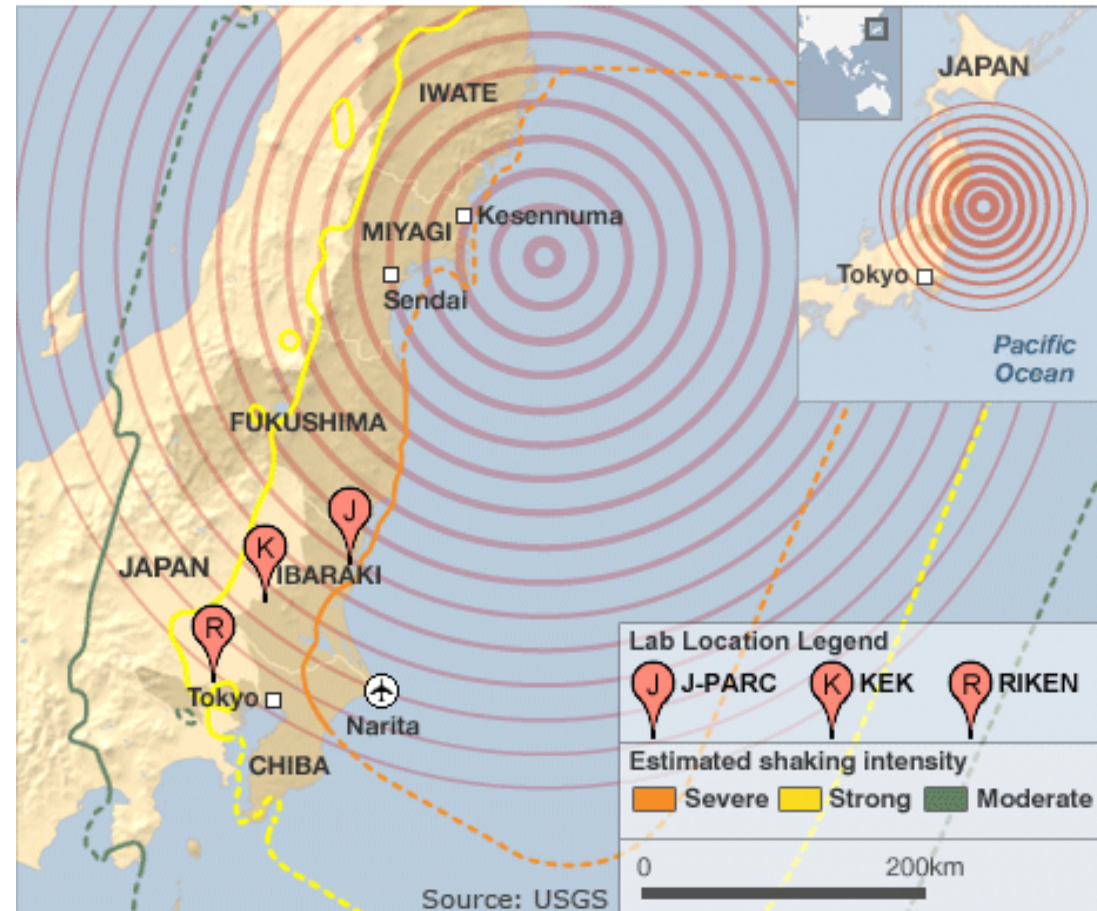 IWATE
JAPAN
MIYAGI
Kesennuma
Sendai
Tokyo
Pacific
Ocean
FUKUSHIMA
J
K
JAPAN
IBARAKI
R
Tokyo
Narita
CHIBA
Lab Location Legend
J J-PARC K KEK R RIKEN
Estimated shaking intensity
Severe Strong Moderate
0 200km
Source: USGS